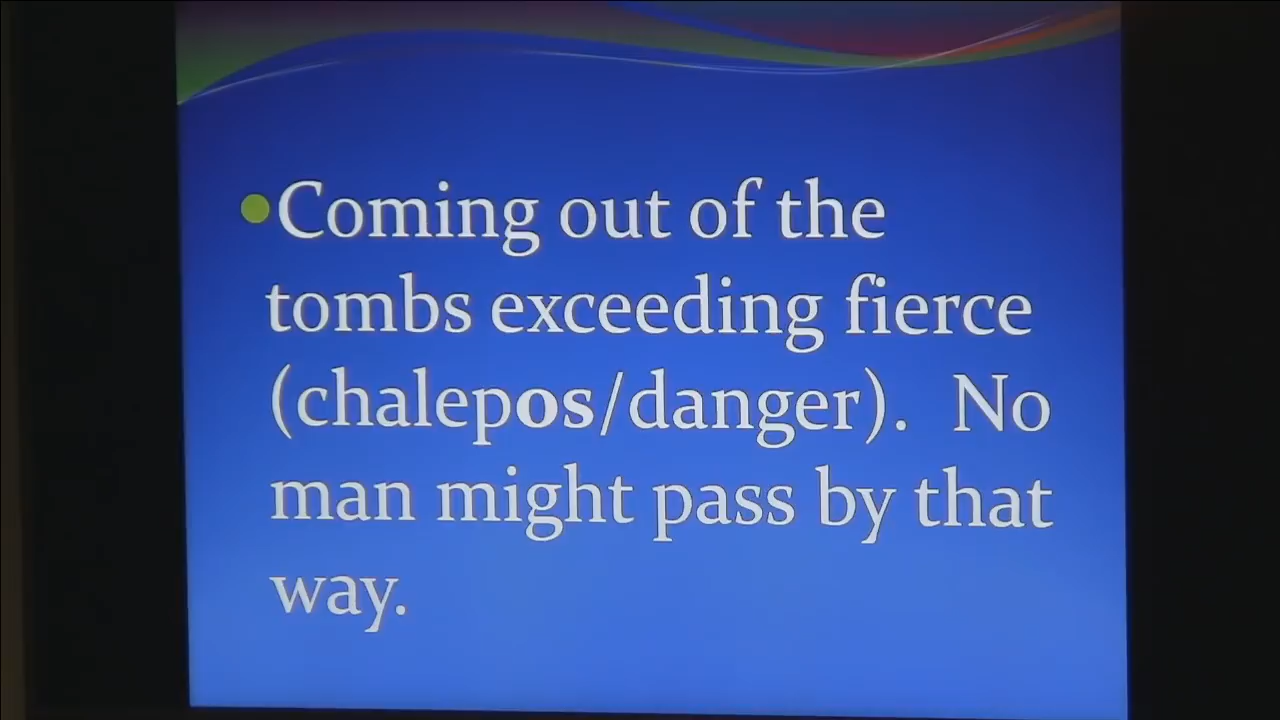 •Coming out of the
tombs exceeding fierce
(chalepos/danger). No
man might pass by that
way.